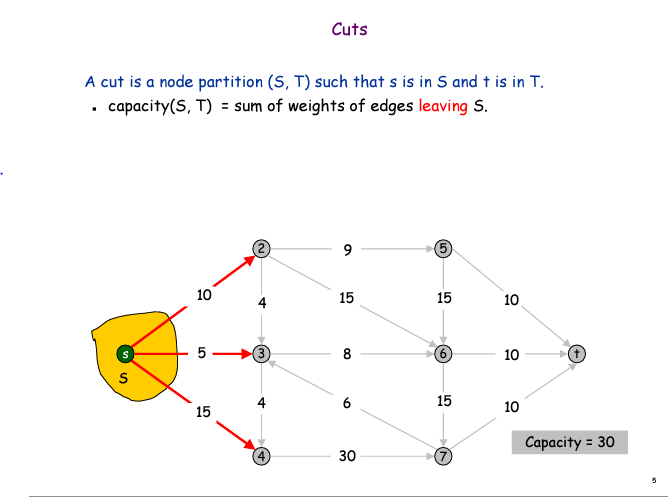 Cuts
A cut is a node partition (S, T) such that s is in S and t is in T.
▪ capacity(S, T) = sum of weights of edges leaving S.
.
2 9 5
10 4 15 15 10
s 5 3 8 6 10 t
S
15 4 6 15 10
4 30 7
Capacity = 30
5